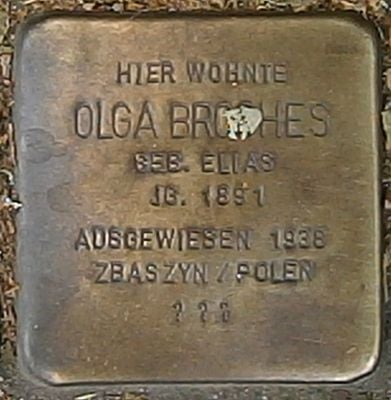 HIER WOHNTE
OLGA
GEB. ELIAS
JG. 1891
AUSGEWIESEN 1938
ZBASZYN / POLEN
? ? ?